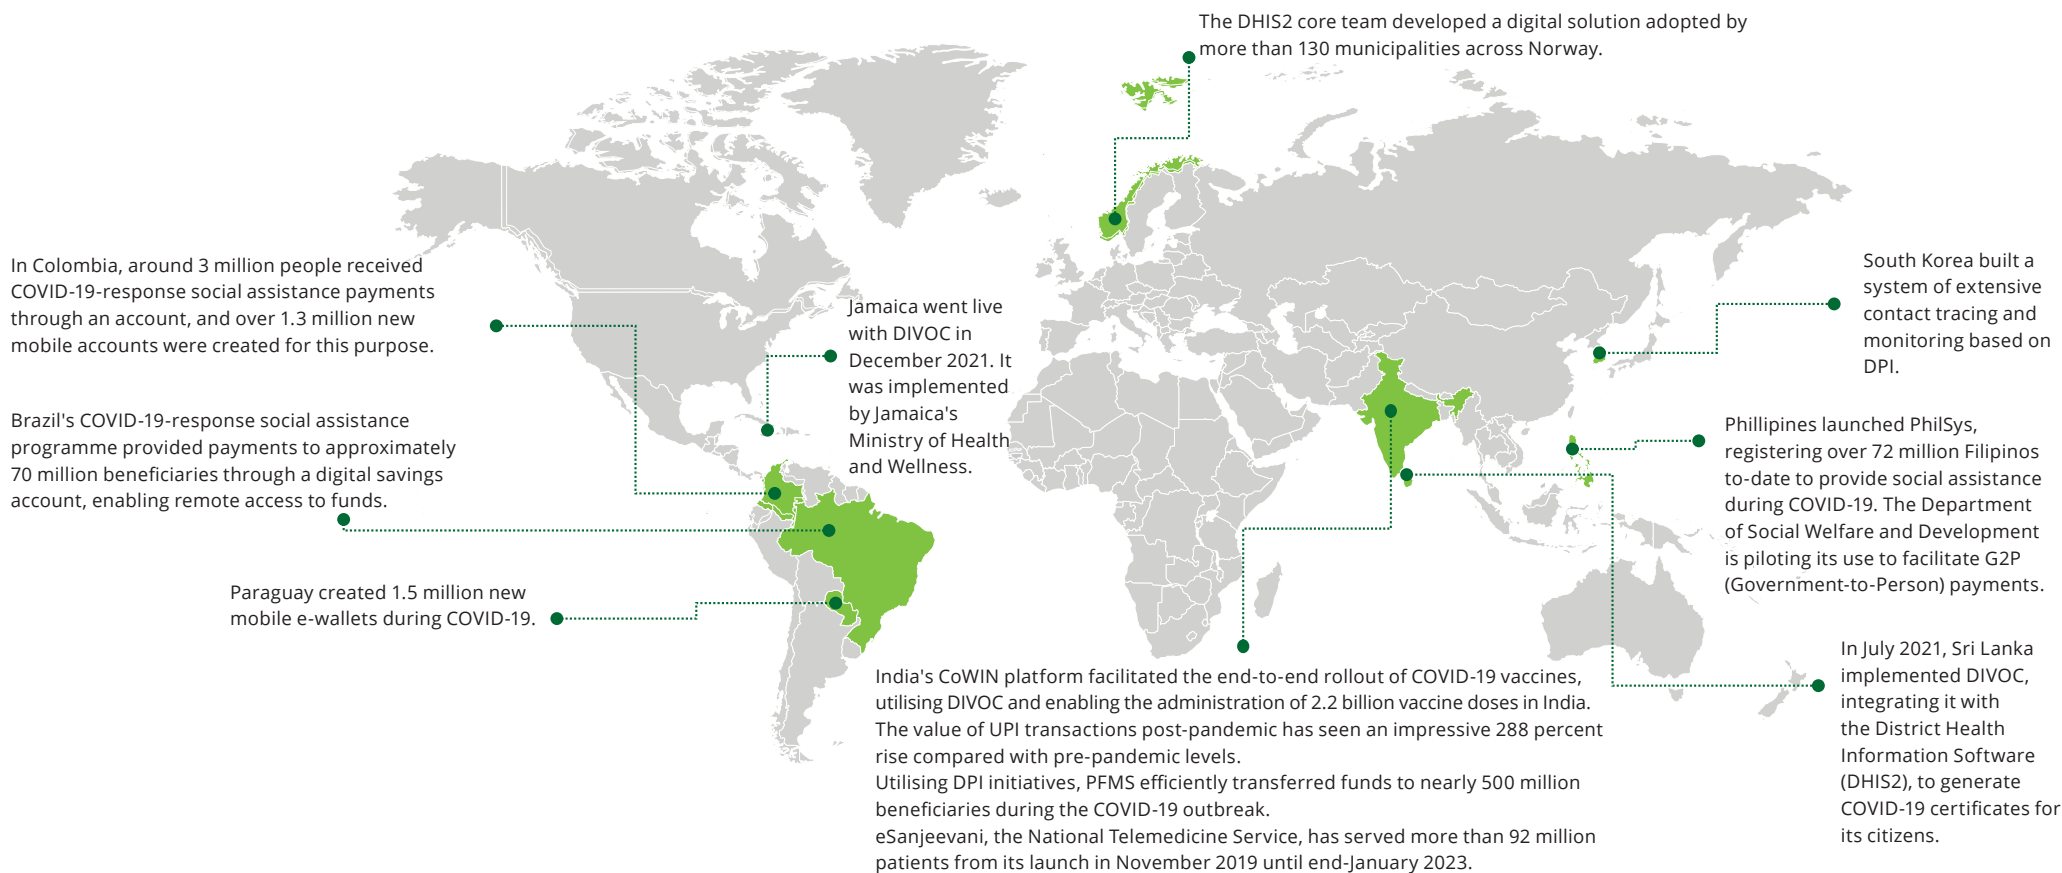 The DHIS2 core team developed a digital solution adopted by
more than 130 municipalities across Norway.
In Colombia, around 3 million people received
COVID-19-response social assistance payments
through an account, and over 1.3 million new
mobile accounts were created for this purpose.
Jamaica went live
with DIVOC in
December 2021. It
was implemented
by Jamaica's
Ministry of Health
and Wellness.
South Korea built a
system of extensive
contact tracing and
monitoring based on
DPI.
Brazil's COVID-19-response social assistance
programme provided payments to approximately
70 million beneficiaries through a digital savings
account, enabling remote access to funds.
Phillipines launched PhilSys,
registering over 72 million Filipinos
to-date to provide social assistance
during COVID-19. The Department
of Social Welfare and Development
is piloting its use to facilitate G2P
(Government-to-Person) payments.
Paraguay created 1.5 million new
mobile e-wallets during COVID-19.
India's CoWIN platform facilitated the end-to-end rollout of COVID-19 vaccines,
utilising DIVOC and enabling the administration of 2.2 billion vaccine doses in India.
The value of UPI transactions post-pandemic has seen an impressive 288 percent
rise compared with pre-pandemic levels.
Utilising DPI initiatives, PFMS efficiently transferred funds to nearly 500 million
beneficiaries during the COVID-19 outbreak.
eSanjeevani, the National Telemedicine Service, has served more than 92 million
patients from its launch in November 2019 until end-January 2023.
In July 2021, Sri Lanka
implemented DIVOC,
integrating it with
the District Health
Information Software
(DHIS2), to generate
COVID-19 certificates for
its citizens.